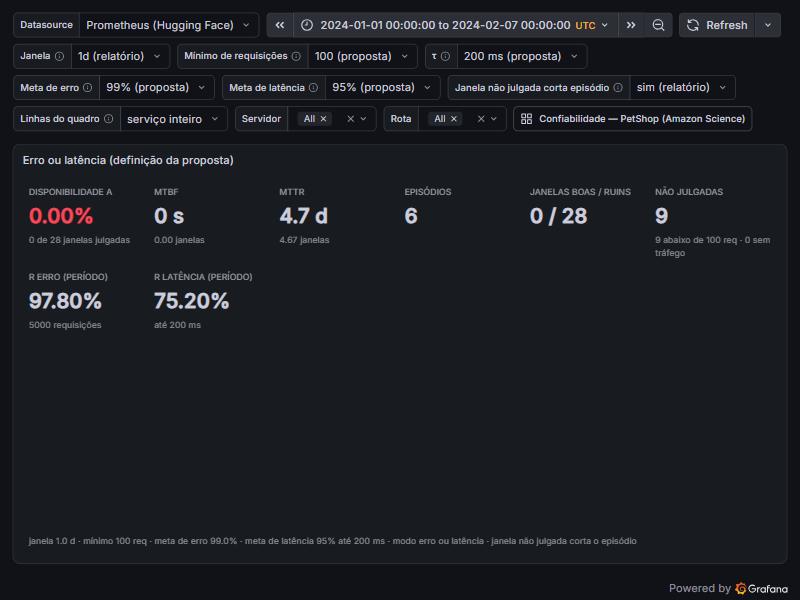 Datasource Prometheus (Hugging Face) 2024-01-01 00:00:00 to 2024-02-07 00:00:00 UTC Refresh
Janela 1d (relatório) Mínimo de requisições 100 (proposta) τ 200 ms (proposta)
Meta de erro 99% (proposta) Meta de latência 95% (proposta) Janela não julgada corta episódio sim (relatório)
Linhas do quadro serviço inteiro Servidor All Rota All Confiabilidade — PetShop (Amazon Science)
Erro ou latência (definição da proposta)
DISPONIBILIDADE A MTBF MTTR EPISÓDIOS JANELAS BOAS / RUINS NÃO JULGADAS
0.00% 0 s 4.7 d 6 0 / 28 9
0 de 28 janelas julgadas 0.00 janelas 4.67 janelas 9 abaixo de 100 req · 0 sem
tráfego
R ERRO (PERÍODO) R LATÊNCIA (PERÍODO)
97.80% 75.20%
5000 requisições até 200 ms
janela 1.0 d · mínimo 100 req · meta de erro 99.0% · meta de latência 95% até 200 ms · modo erro ou latência · janela não julgada corta o episódio
Powered by Grafana